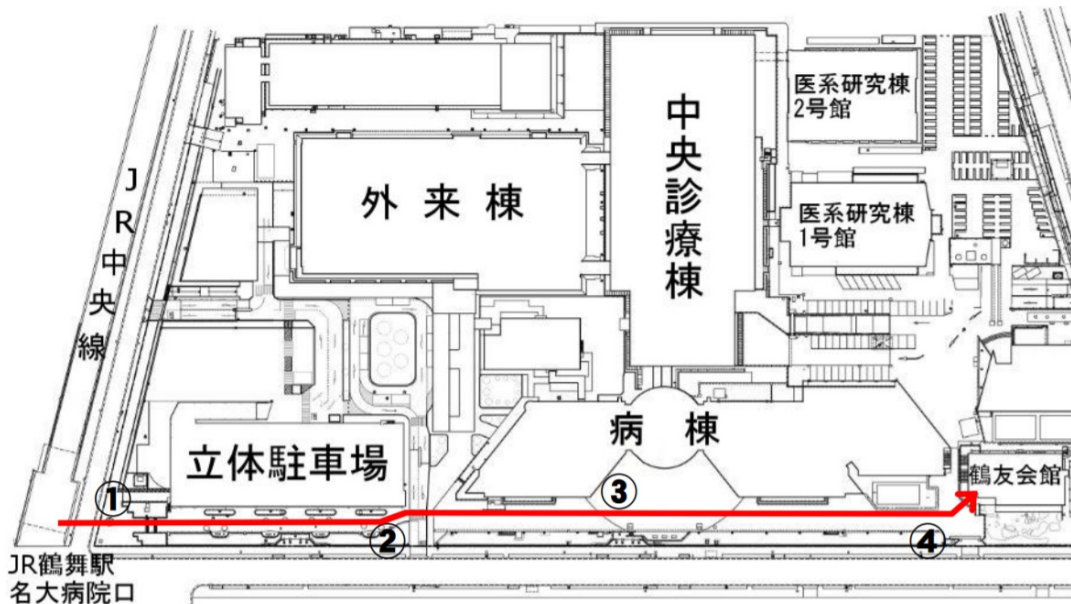 医系研究棟
2号館
中央診療棟
外来棟
医系研究棟
1号館
JR中央線
病棟
立体駐車場
鶴友会館
①
②
③
④
JR鶴舞駅
名大病院口